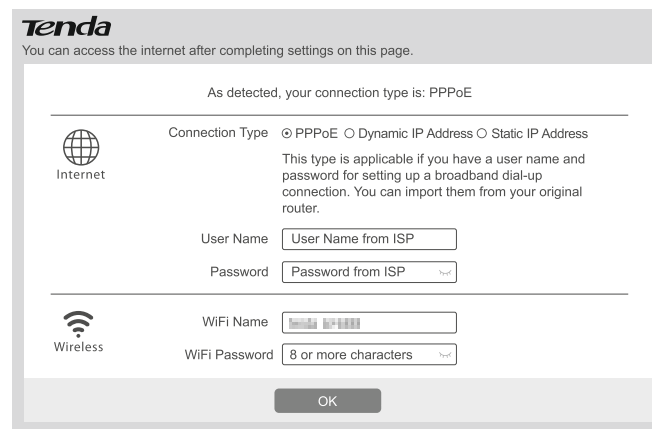 Tenda
You can access the internet after completing settings on this page.
As detected, your connection type is: PPPoE
Internet
Connection Type PPPoE Dynamic IP Address Static IP Address
This type is applicable if you have a user name and
password for setting up a broadband dial-up
connection. You can import them from your original
router.
User Name User Name from ISP
Password Password from ISP
Wireless
WiFi Name
WiFi Password 8 or more characters
OK